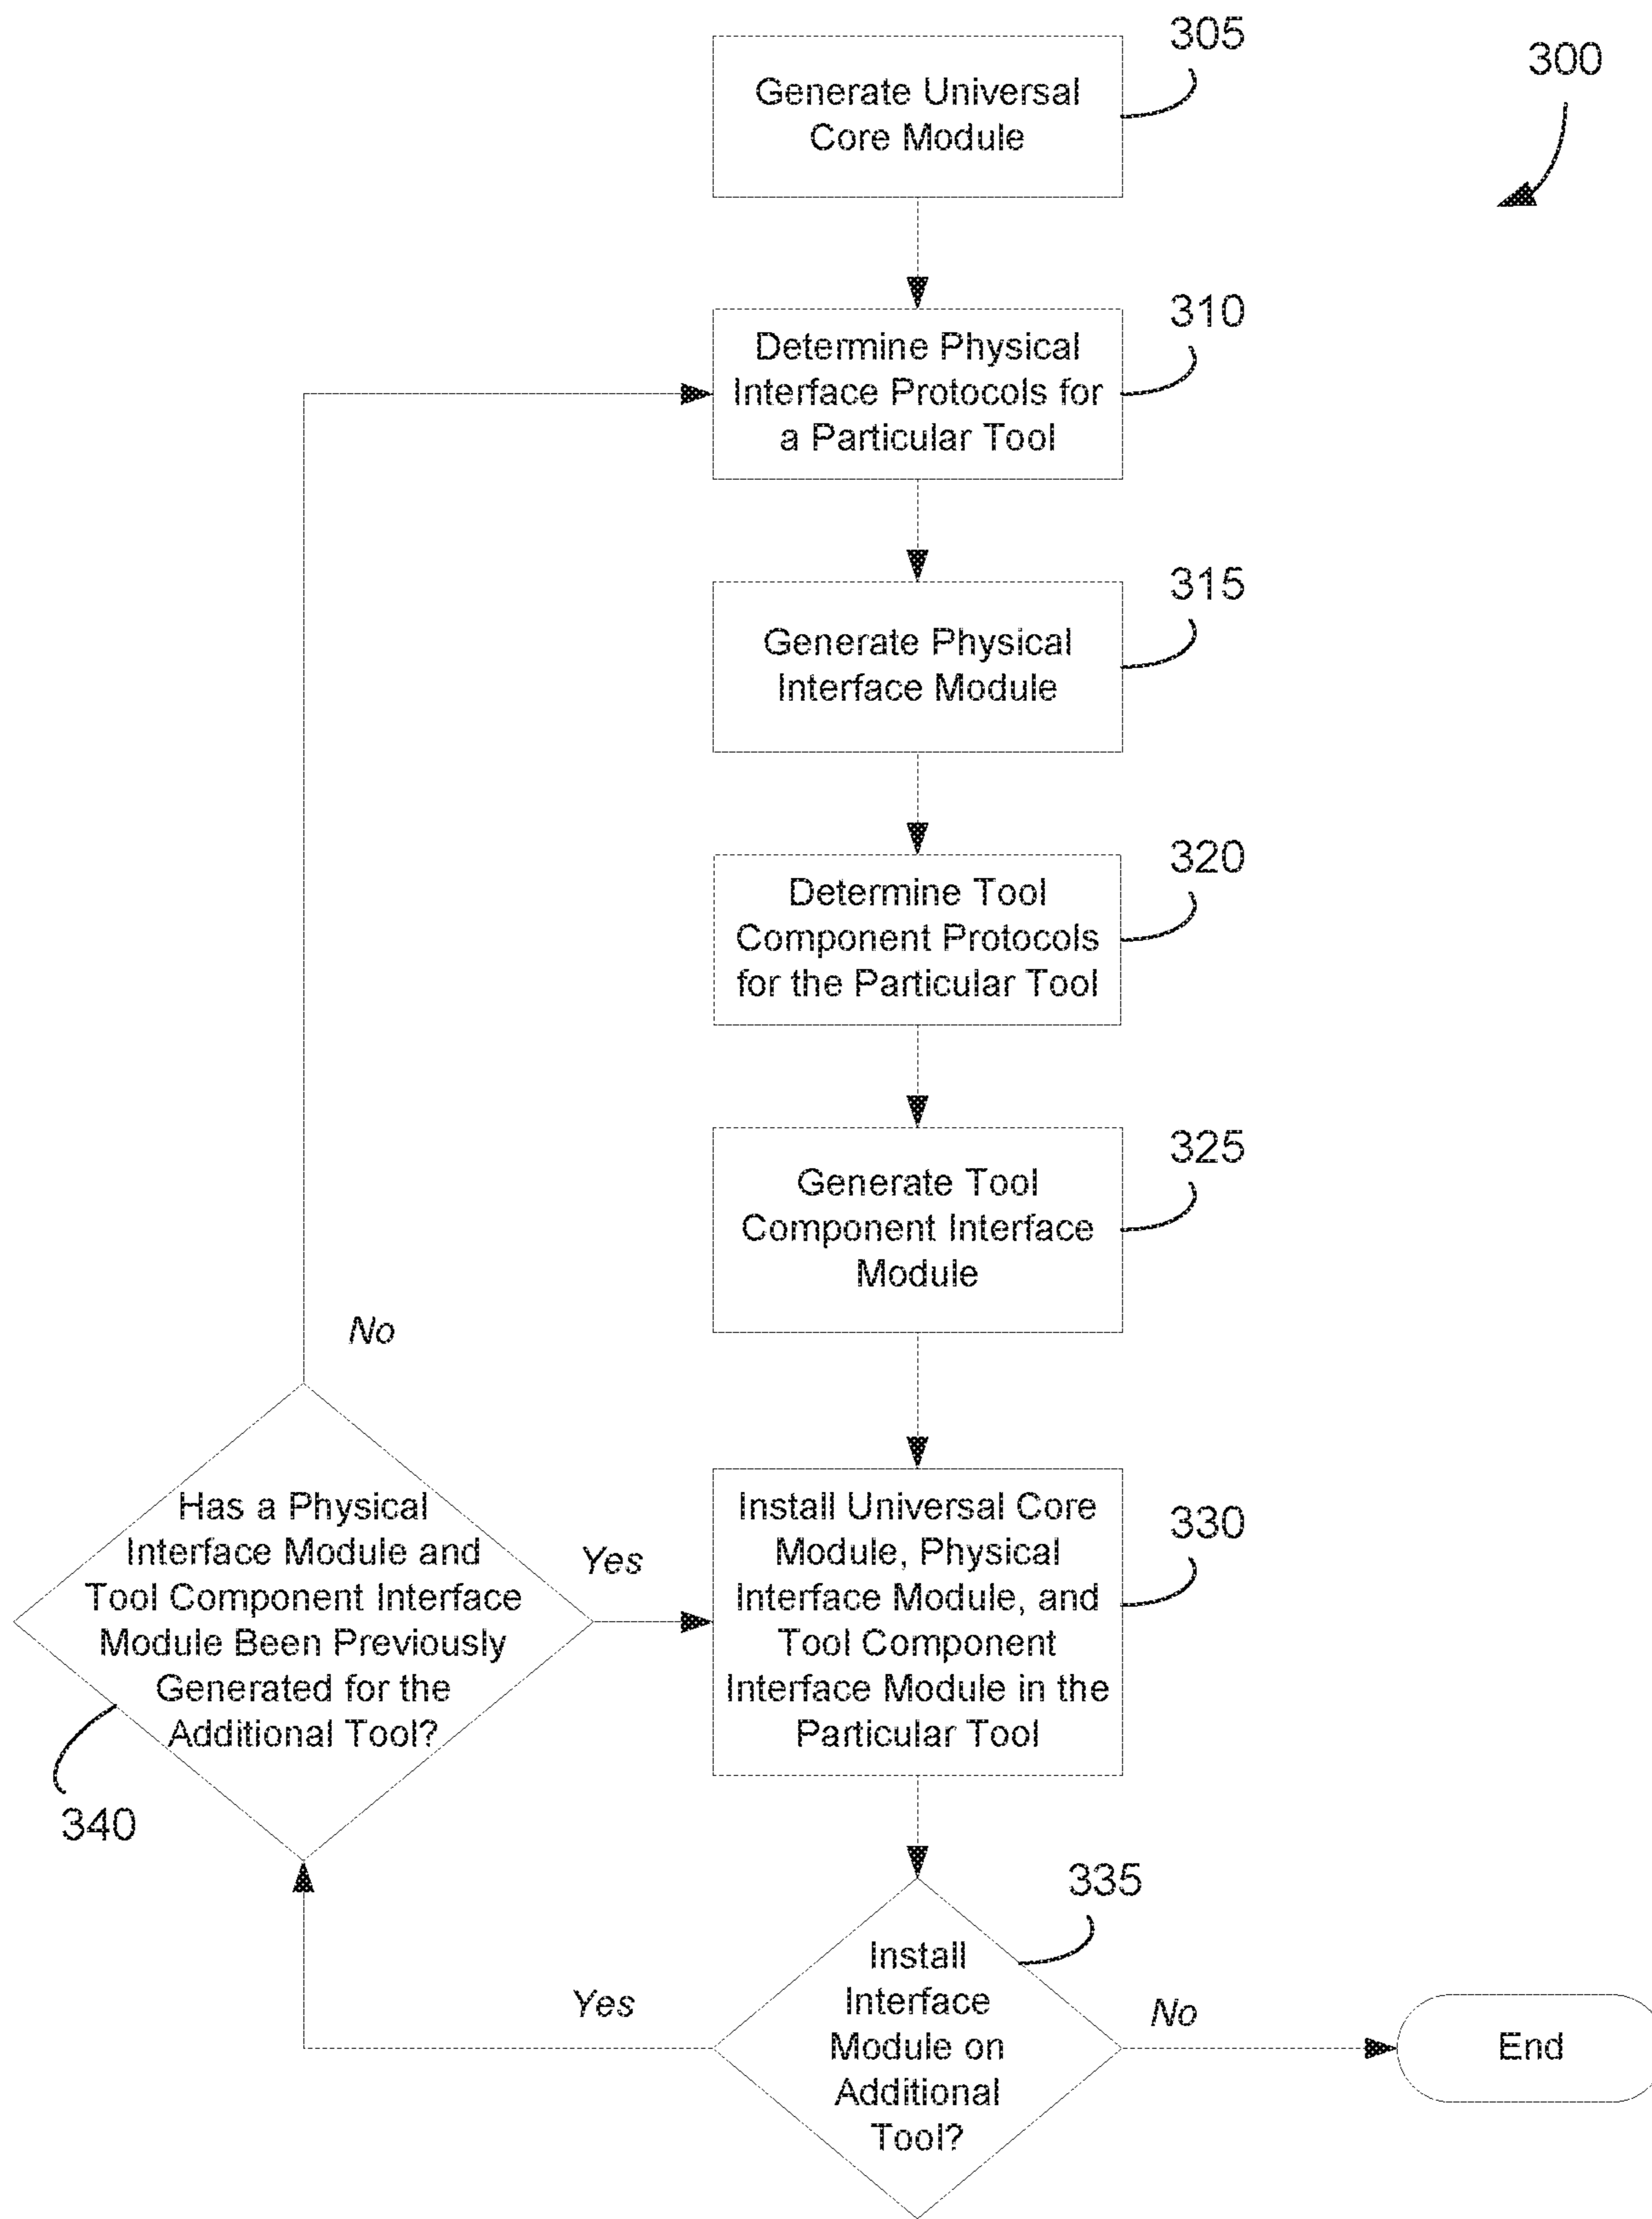 305
300
Generate Universal
Core Module
310
Determine Physical
Interface Protocols for
a Particular Tool
315
Generate Physical
Interface Module
320
Determine Tool
Component Protocols
for the Particular Tool
325
Generate Tool
Component Interface
Module
No
Has a Physical
Interface Module and
Tool Component Interface
Module Been Previously
Generated for the
Additional Tool?
340
Yes
Install Universal Core
Module, Physical
Interface Module, and
Tool Component
Interface Module in the
Particular Tool
330
335
Install
Interface
Module on
Additional
Tool?
Yes
No
End